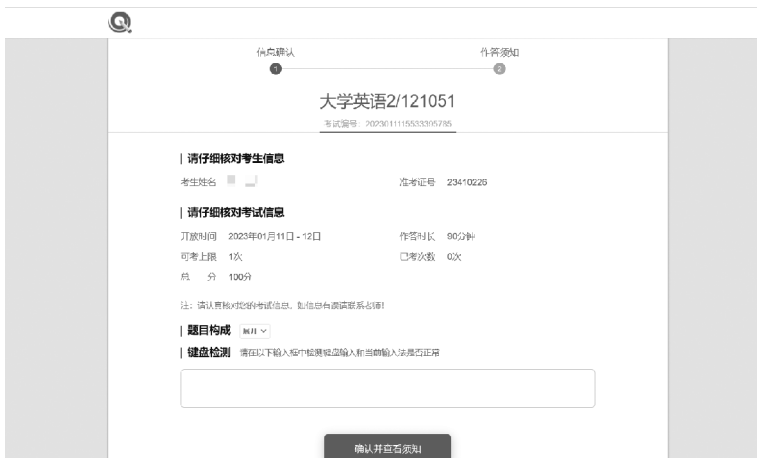 信息确认
作答须知
1
2
大学英语2/121051
考试编号：2023011115533395785
| 请仔细核对考生信息
考生姓名
准考证号 23410226
| 请仔细核对考试信息
开放时间 2023年01月11日 - 12日
作答时长 90分钟
可考上限 1次
已考次数 0次
总 分 100分
注：请认真核对您的考试信息，如信息有误请联系老师！
| 题目构成 展开
| 键盘检测 请在以下输入框中检测键盘输入和当前输入法是否正常
确认并查看须知